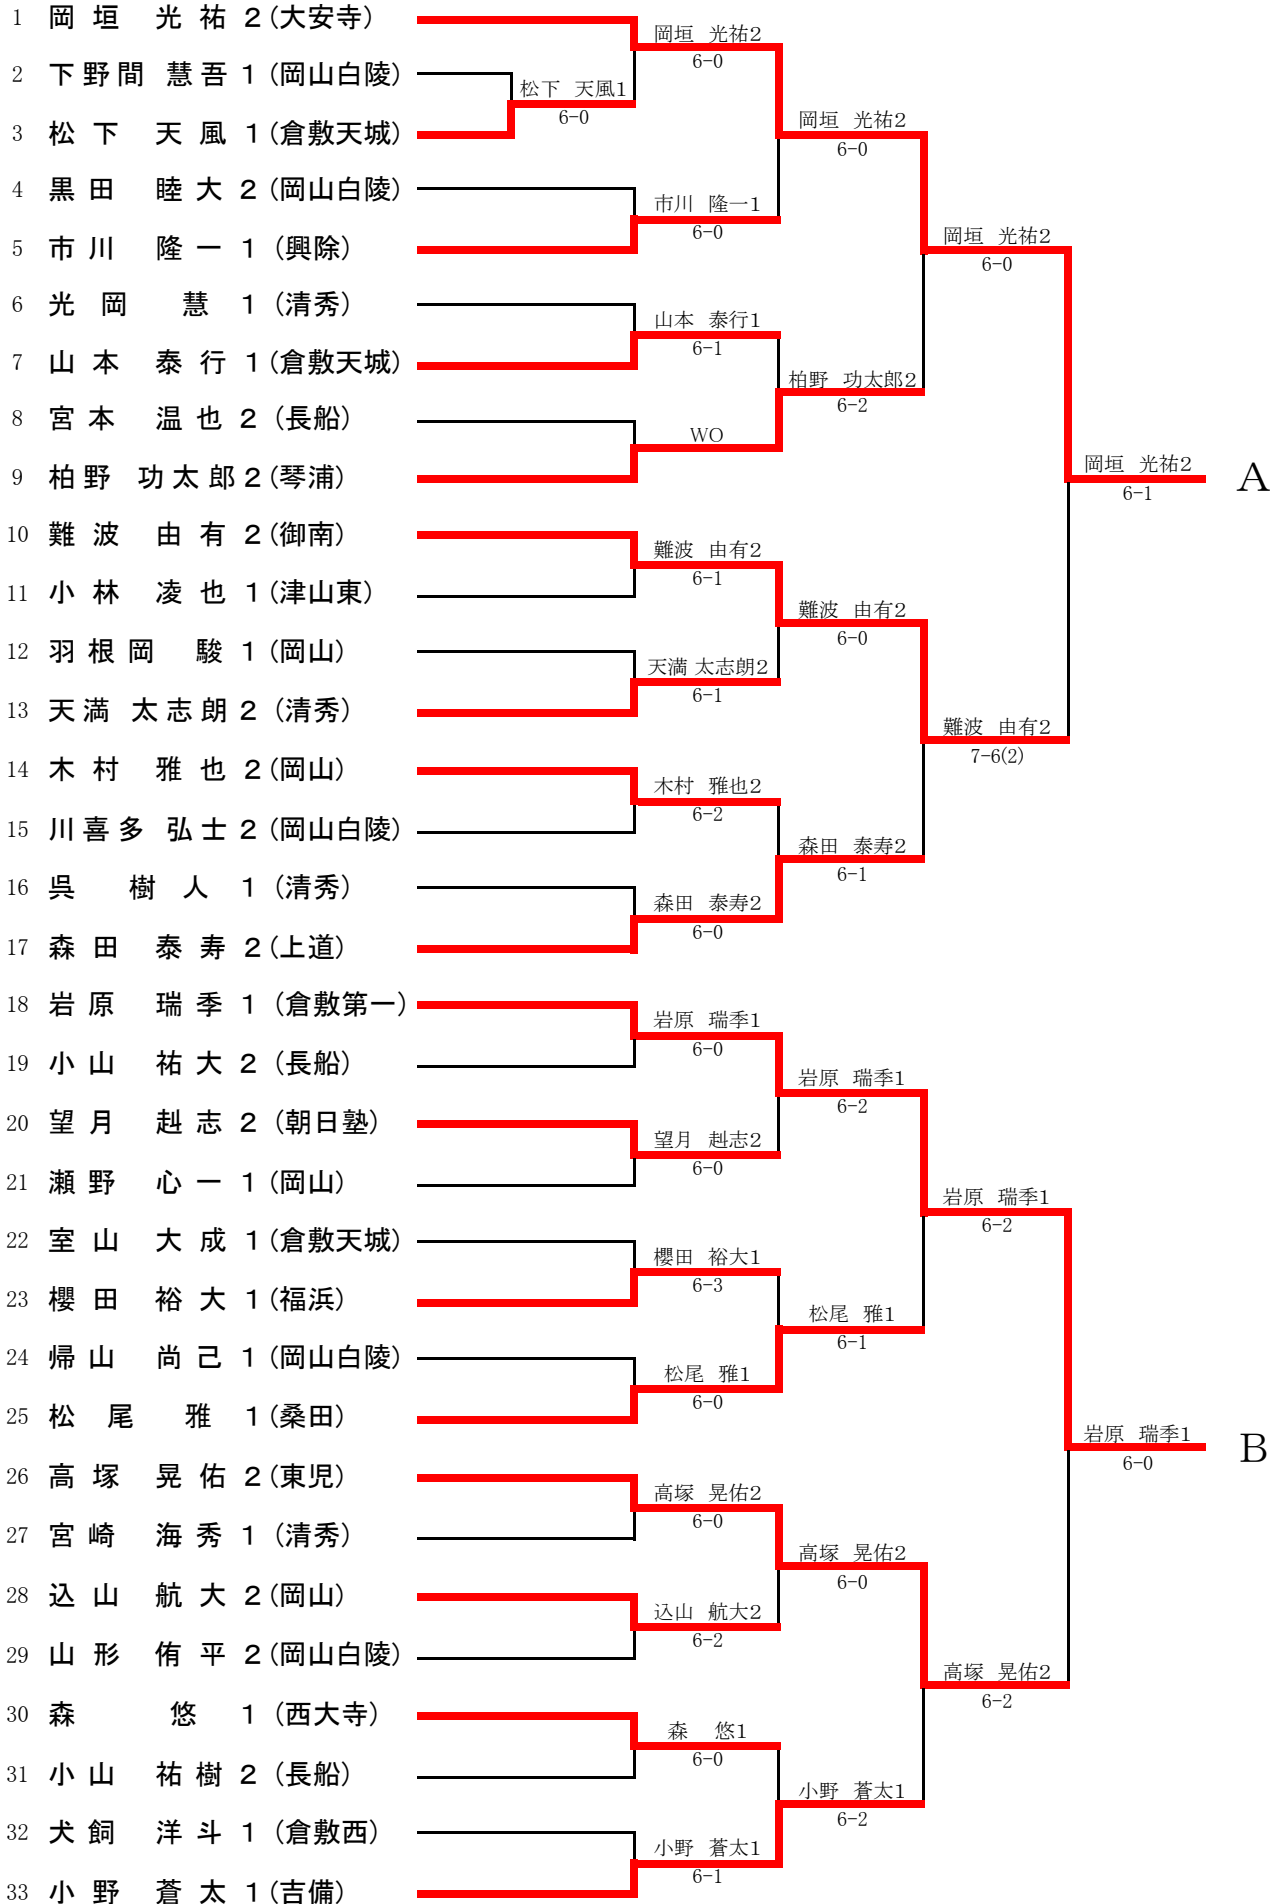 1 岡垣 光祐 2 (大安寺)
2 下野間 慧吾 1 (岡山白陵)
3 松下 天風 1 (倉敷天城)
4 黒田 睦大 2 (岡山白陵)
5 市川 隆一 1 (興除)
6 光岡 慧 1 (清秀)
7 山本 泰行 1 (倉敷天城)
8 宮本 温也 2 (長船)
9 柏野 功太郎 2 (琴浦)
10 難波 由有 2 (御南)
11 小林 凌也 1 (津山東)
12 羽根岡 駿 1 (岡山)
13 天満 太志朗 2 (清秀)
14 木村 雅也 2 (岡山)
15 川喜多 弘士 2 (岡山白陵)
16 呉 樹人 1 (清秀)
17 森田 泰寿 2 (上道)
18 岩原 瑞季 1 (倉敷第一)
19 小山 祐大 2 (長船)
20 望月 赳志 2 (朝日塾)
21 瀬野 心一 1 (岡山)
22 室山 大成 1 (倉敷天城)
23 櫻田 裕大 1 (福浜)
24 帰山 尚己 1 (岡山白陵)
25 松尾 雅 1 (桑田)
26 高塚 晃佑 2 (東児)
27 宮崎 海秀 1 (清秀)
28 込山 航大 2 (岡山)
29 山形 侑平 2 (岡山白陵)
30 森 悠 1 (西大寺)
31 小山 祐樹 2 (長船)
32 犬飼 洋斗 1 (倉敷西)
33 小野 蒼太 1 (吉備)
松下 天風1
6-0
岡垣 光祐2
6-0
市川 隆一1
6-0
山本 泰行1
6-1
WO
難波 由有2
6-1
天満 太志朗2
6-1
木村 雅也2
6-2
森田 泰寿2
6-0
岩原 瑞季1
6-0
望月 赳志2
6-0
櫻田 裕大1
6-3
松尾 雅1
6-0
高塚 晃佑2
6-0
込山 航大2
6-2
森 悠1
6-0
小野 蒼太1
6-1
岡垣 光祐2
6-0
柏野 功太郎2
6-2
難波 由有2
6-0
森田 泰寿2
6-1
岩原 瑞季1
6-2
松尾 雅1
6-1
高塚 晃佑2
6-0
小野 蒼太1
6-2
岡垣 光祐2
6-0
難波 由有2
7-6(2)
岩原 瑞季1
6-2
高塚 晃佑2
6-2
岡垣 光祐2
6-1
A
岩原 瑞季1
6-0
B